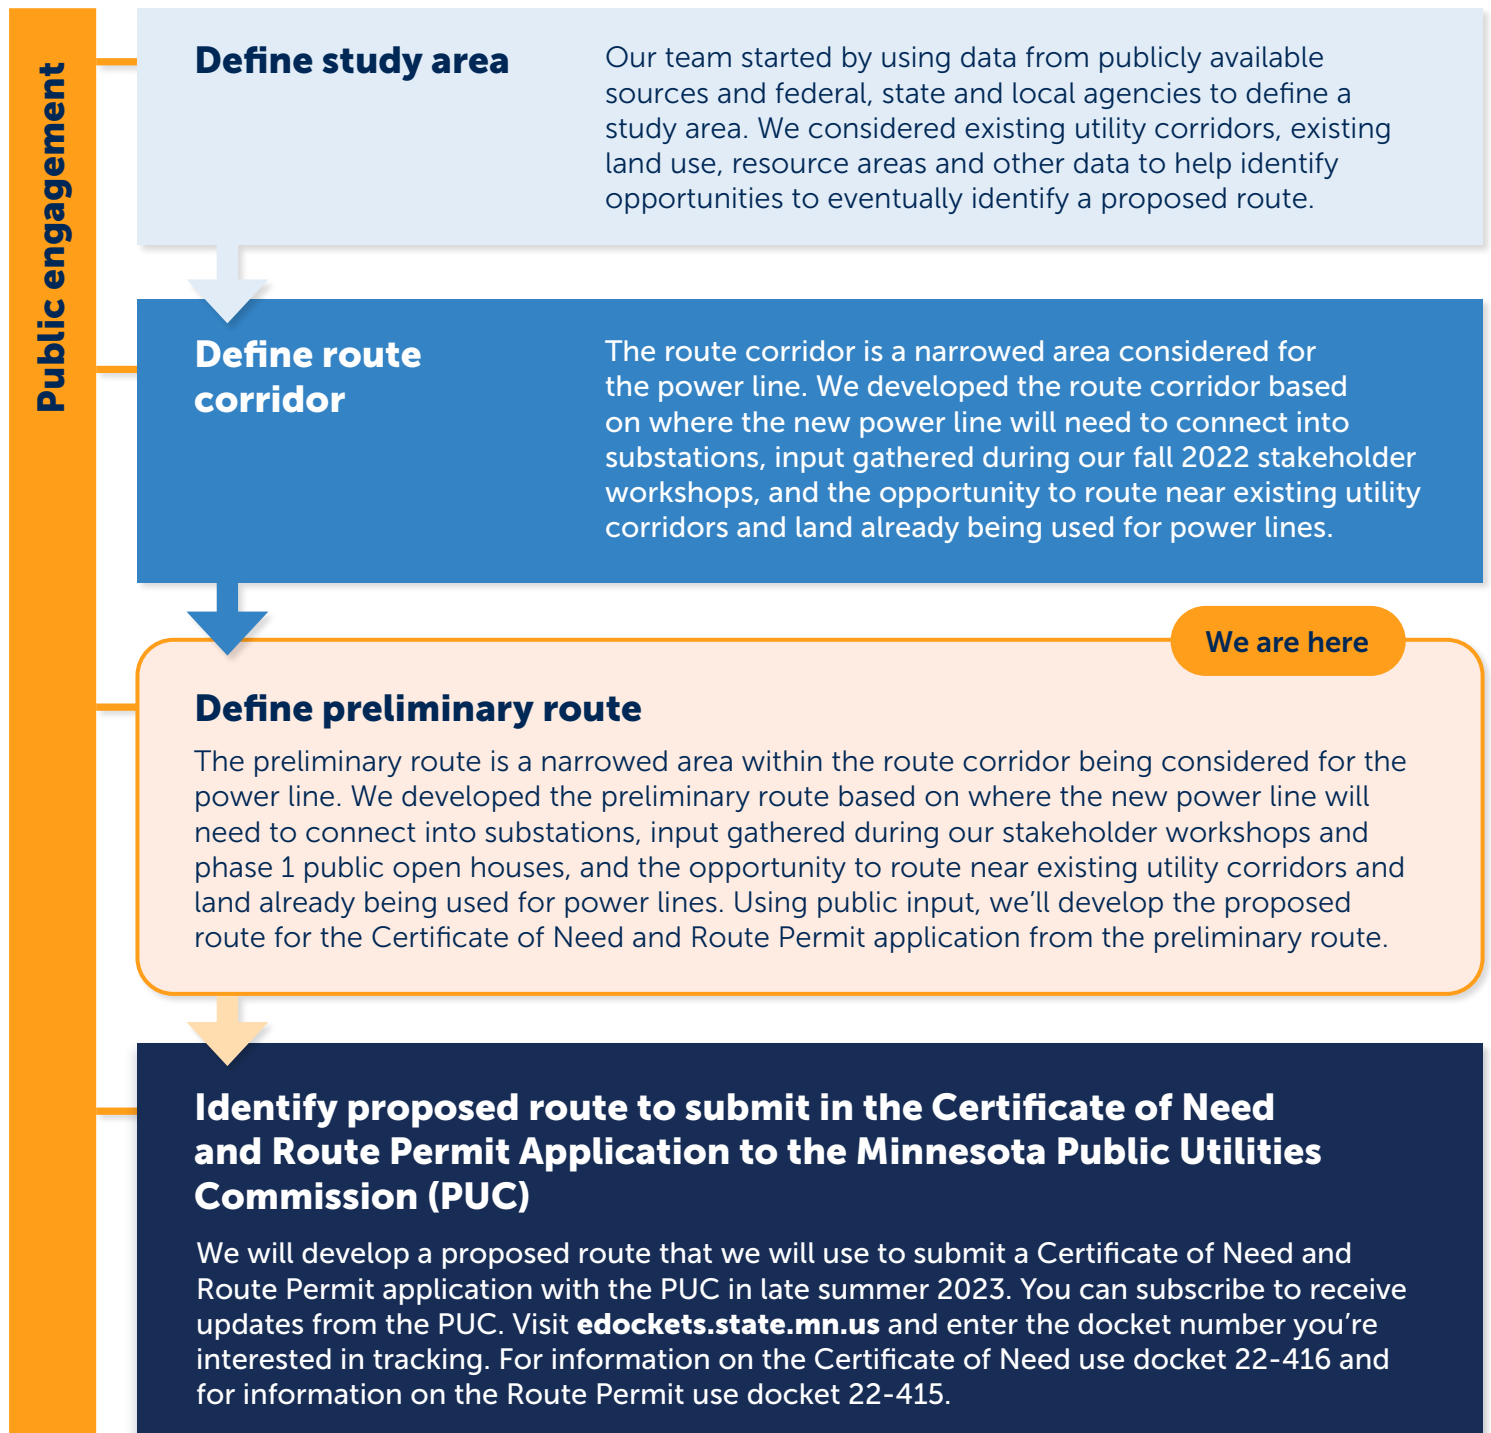 Public engagement
Define study area
Our team started by using data from publicly available
sources and federal, state and local agencies to define a
study area. We considered existing utility corridors, existing
land use, resource areas and other data to help identify
opportunities to eventually identify a proposed route.
Define route
corridor
The route corridor is a narrowed area considered for
the power line. We developed the route corridor based
on where the new power line will need to connect into
substations, input gathered during our fall 2022 stakeholder
workshops, and the opportunity to route near existing utility
corridors and land already being used for power lines.
We are here
Define preliminary route
The preliminary route is a narrowed area within the route corridor being considered for the
power line. We developed the preliminary route based on where the new power line will
need to connect into substations, input gathered during our stakeholder workshops and
phase 1 public open houses, and the opportunity to route near existing utility corridors and
land already being used for power lines. Using public input, we’ll develop the proposed
route for the Certificate of Need and Route Permit application from the preliminary route.
Identify proposed route to submit in the Certificate of Need
and Route Permit Application to the Minnesota Public Utilities
Commission (PUC)
We will develop a proposed route that we will use to submit a Certificate of Need and
Route Permit application with the PUC in late summer 2023. You can subscribe to receive
updates from the PUC. Visit edockets.state.mn.us and enter the docket number you’re
interested in tracking. For information on the Certificate of Need use docket 22-416 and
for information on the Route Permit use docket 22-415.